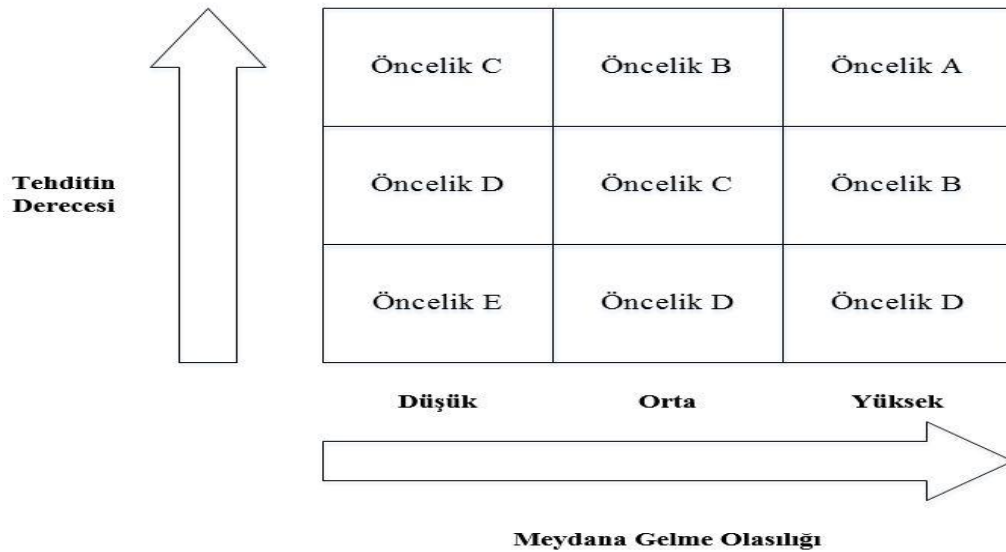 Öncelik C Öncelik B Öncelik A
Tehditin
Derecesi
Öncelik D Öncelik C Öncelik B
Öncelik E Öncelik D Öncelik D
Düşük Orta Yüksek
Meydana Gelme Olasılığı